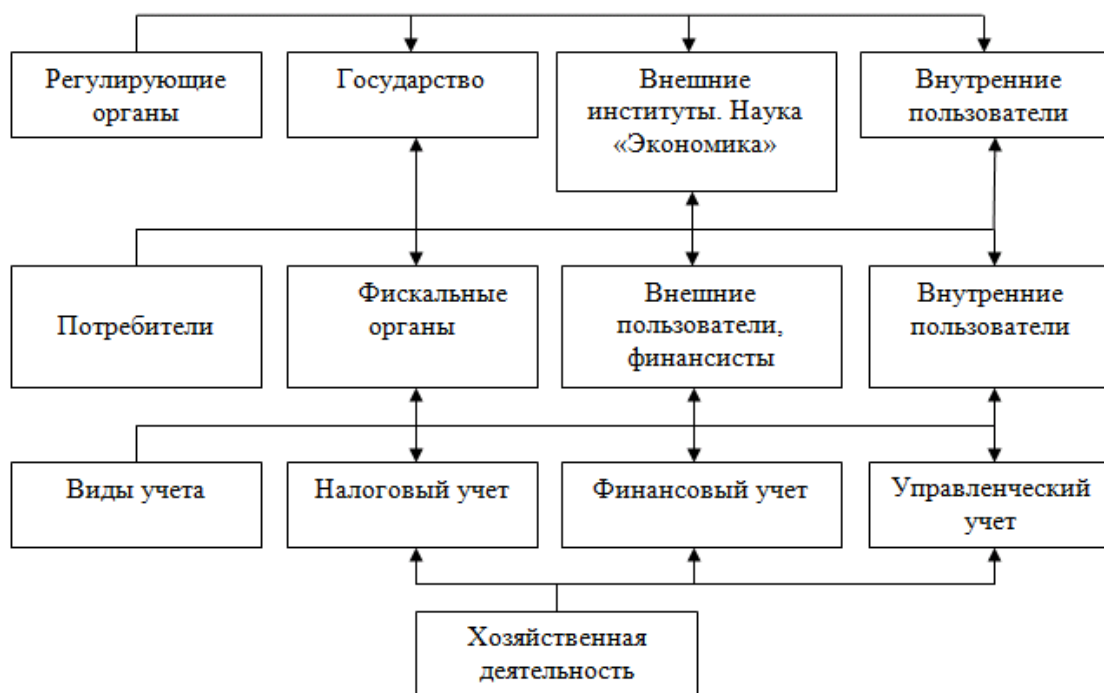 Регулирующие
органы
Государство
Внешние
институты. Наука
«Экономика»
Внутренние
пользователи
Потребители
Фискальные
органы
Внешние
пользователи,
финансисты
Внутренние
пользователи
Виды учета
Налоговый учет
Финансовый учет
Управленческий
учет
Хозяйственная
деятельность